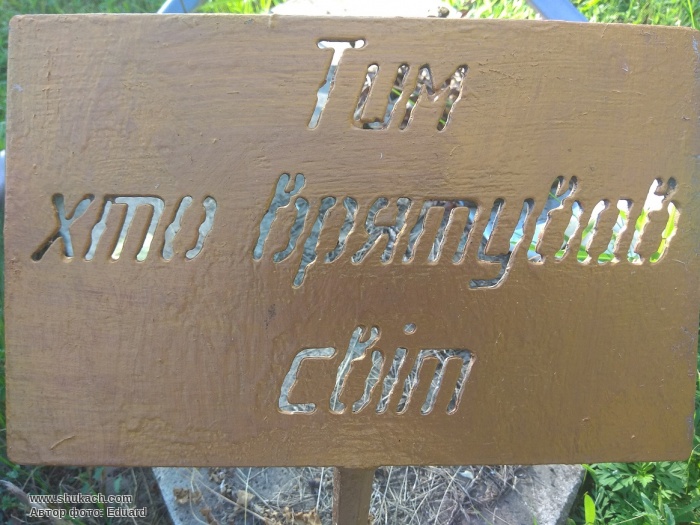 Тим
хто врятував
світ
www.shukach.com
Автор фото: Eduard